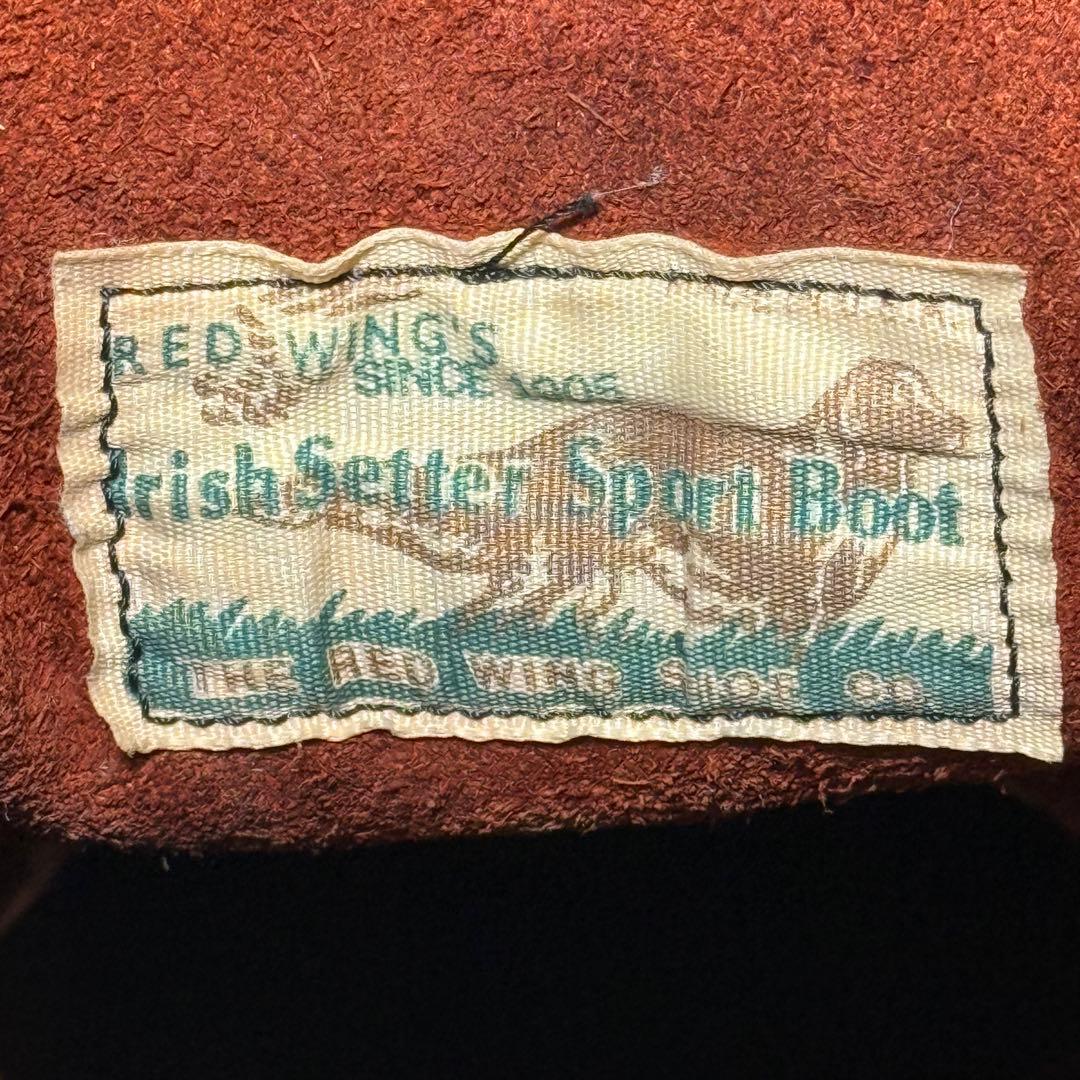 RED WING'S
SINCE 1905
Irish Setter Sport Boot
THE RED WING SHOE CO